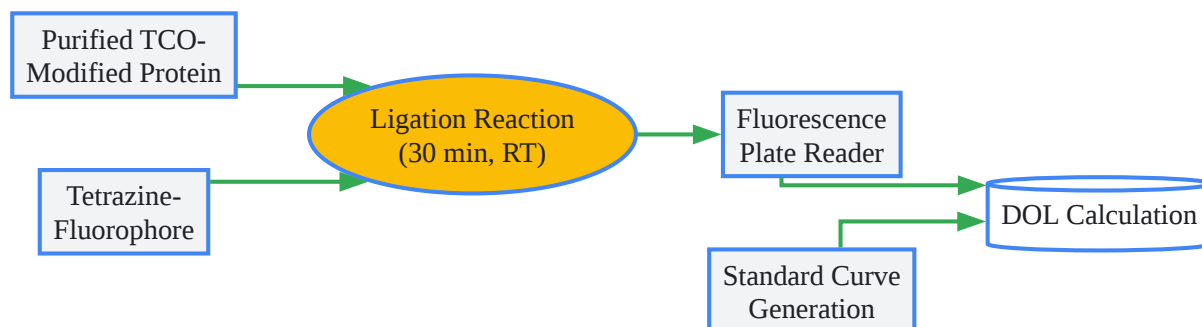 Purified TCO-
Modified Protein
Tetrazine-
Fluorophore
Ligation Reaction
(30 min, RT)
Fluorescence
Plate Reader
Standard Curve
Generation
DOL Calculation